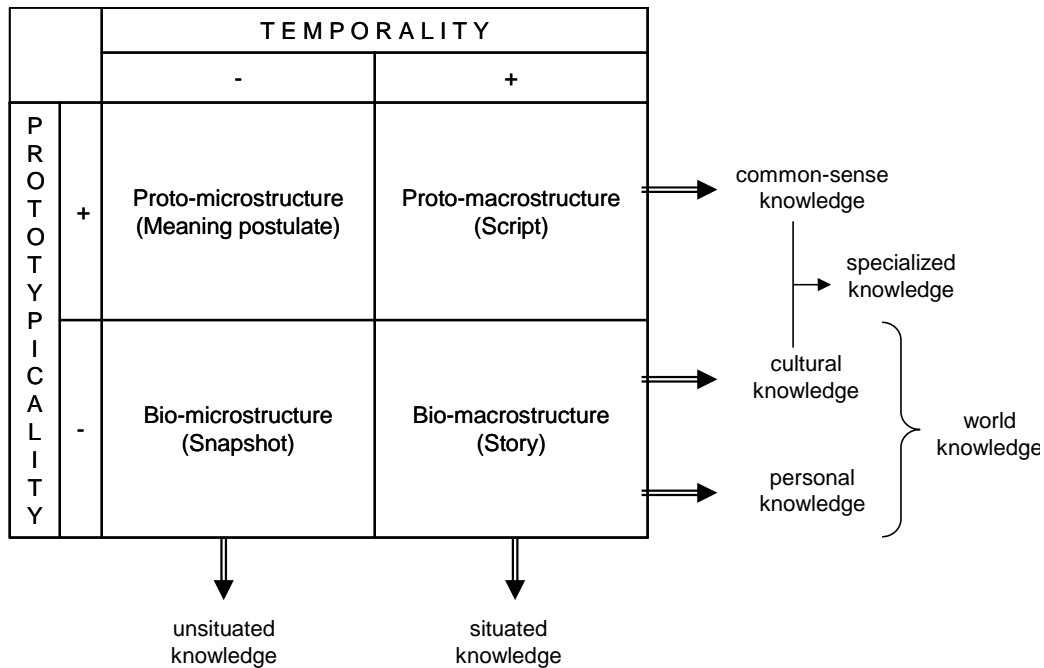 TEMPORALITY
- +
PROTOTYPICALITY
+
Proto-microstructure
(Meaning postulate)
Proto-macrostructure
(Script)
common-sense
knowledge
specialized
knowledge
-
Bio-microstructure
(Snapshot)
Bio-macrostructure
(Story)
cultural
knowledge
world
knowledge
personal
knowledge
unsituated
knowledge
situated
knowledge